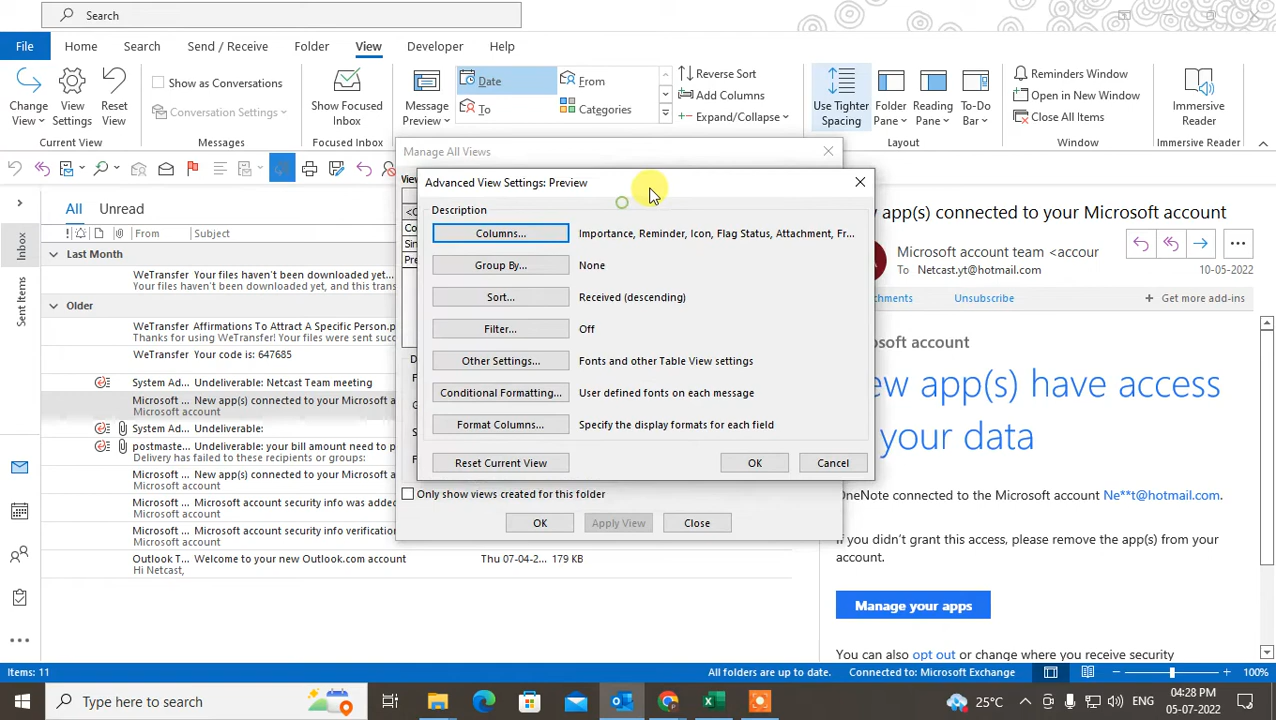 Search
File Home Search Send / Receive Folder View Developer Help
Change View
View Settings
Reset View
Current View
Show as Conversations
Conversation Settings
Messages
Show Focused Inbox
Focused Inbox
Message Preview
Date
From
To
Categories
Reverse Sort
Add Columns
Expand/Collapse
Use Tighter Spacing
Folder Pane
Reading Pane
To-Do Bar
Layout
Reminders Window
Open in New Window
Close All Items
Window
Immersive Reader
Immersive Reader
Manage All Views
Advanced View Settings: Preview
Description
Columns... Importance, Reminder, Icon, Flag Status, Attachment, Fr...
Group By... None
Sort... Received (descending)
Filter... Off
Other Settings... Fonts and other Table View settings
Conditional Formatting... User defined fonts on each message
Format Columns... Specify the display formats for each field
Reset Current View OK Cancel
Only show views created for this folder
OK Apply View Close
Inbox
Sent Items
All Unread
From Subject
Last Month
WeTransfer Your files haven't been downloaded yet...
Your files haven't been downloaded yet, and this trans
Older
WeTransfer Affirmations To Attract A Specific Person.p
Thanks for using WeTransfer! Your files were sent succ
WeTransfer Your code is: 647685
System Ad... Undeliverable: Netcast Team meeting
Microsoft ... New app(s) connected to your Microsoft a
Microsoft account
System Ad... Undeliverable:
postmaste... Undeliverable: your bill amount need to p
Delivery has failed to these recipients or groups:
Microsoft ... New app(s) connected to your Microsoft a
Microsoft account
Microsoft ... Microsoft account security info was added
Microsoft account
Microsoft ... Microsoft account security info verificati
Microsoft account
Outlook T... Welcome to your new Outlook.com account Thu 07-04-2... 179 KB
Hi Netcast,
app(s) connected to your Microsoft account
Microsoft account team <accour
To Netcast.yt@hotmail.com
10-05-2022
achments Unsubscribe + Get more add-ins
osoft account
ew app(s) have access
your data
OneNote connected to the Microsoft account Ne**t@hotmail.com.
If you didn't grant this access, please remove the app(s) from your
account.
Manage your apps
You can also opt out or change where you receive security
Items: 11 All folders are up to date. Connected to: Microsoft Exchange 100%
Type here to search 25°C ENG 04:28 PM
05-07-2022